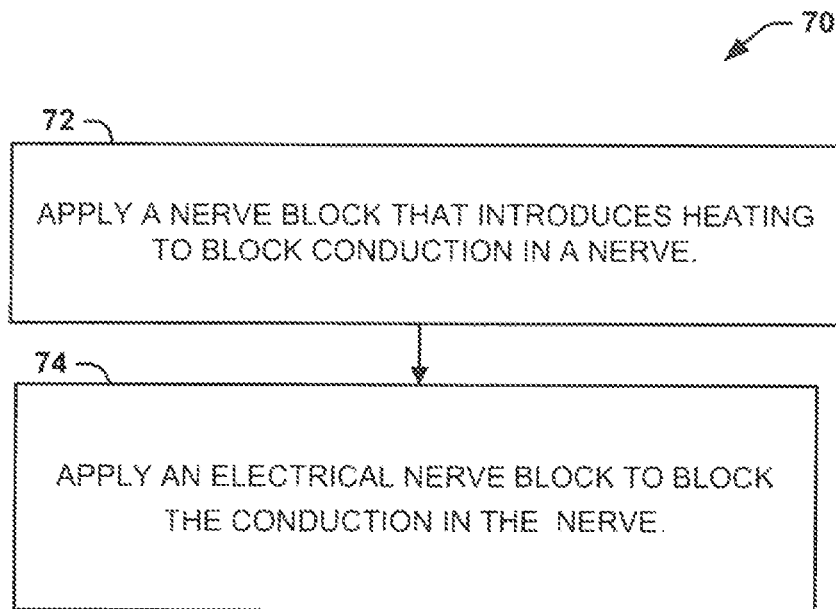 70
72
APPLY A NERVE BLOCK THAT INTRODUCES HEATING
TO BLOCK CONDUCTION IN A NERVE.
74
APPLY AN ELECTRICAL NERVE BLOCK TO BLOCK
THE CONDUCTION IN THE NERVE.